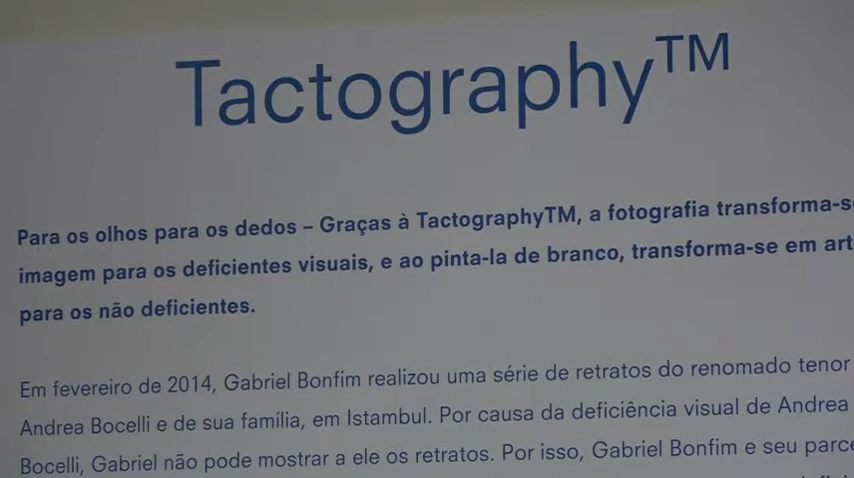 Tactography™
Para os olhos para os dedos – Graças à TactographyTM, a fotografia transforma-s
imagem para os deficientes visuais, e ao pinta-la de branco, transforma-se em art
para os não deficientes.
Em fevereiro de 2014, Gabriel Bonfim realizou uma série de retratos do renomado tenor
Andrea Bocelli e de sua família, em Istambul. Por causa da deficiência visual de Andrea
Bocelli, Gabriel não pode mostrar a ele os retratos. Por isso, Gabriel Bonfim e seu parce